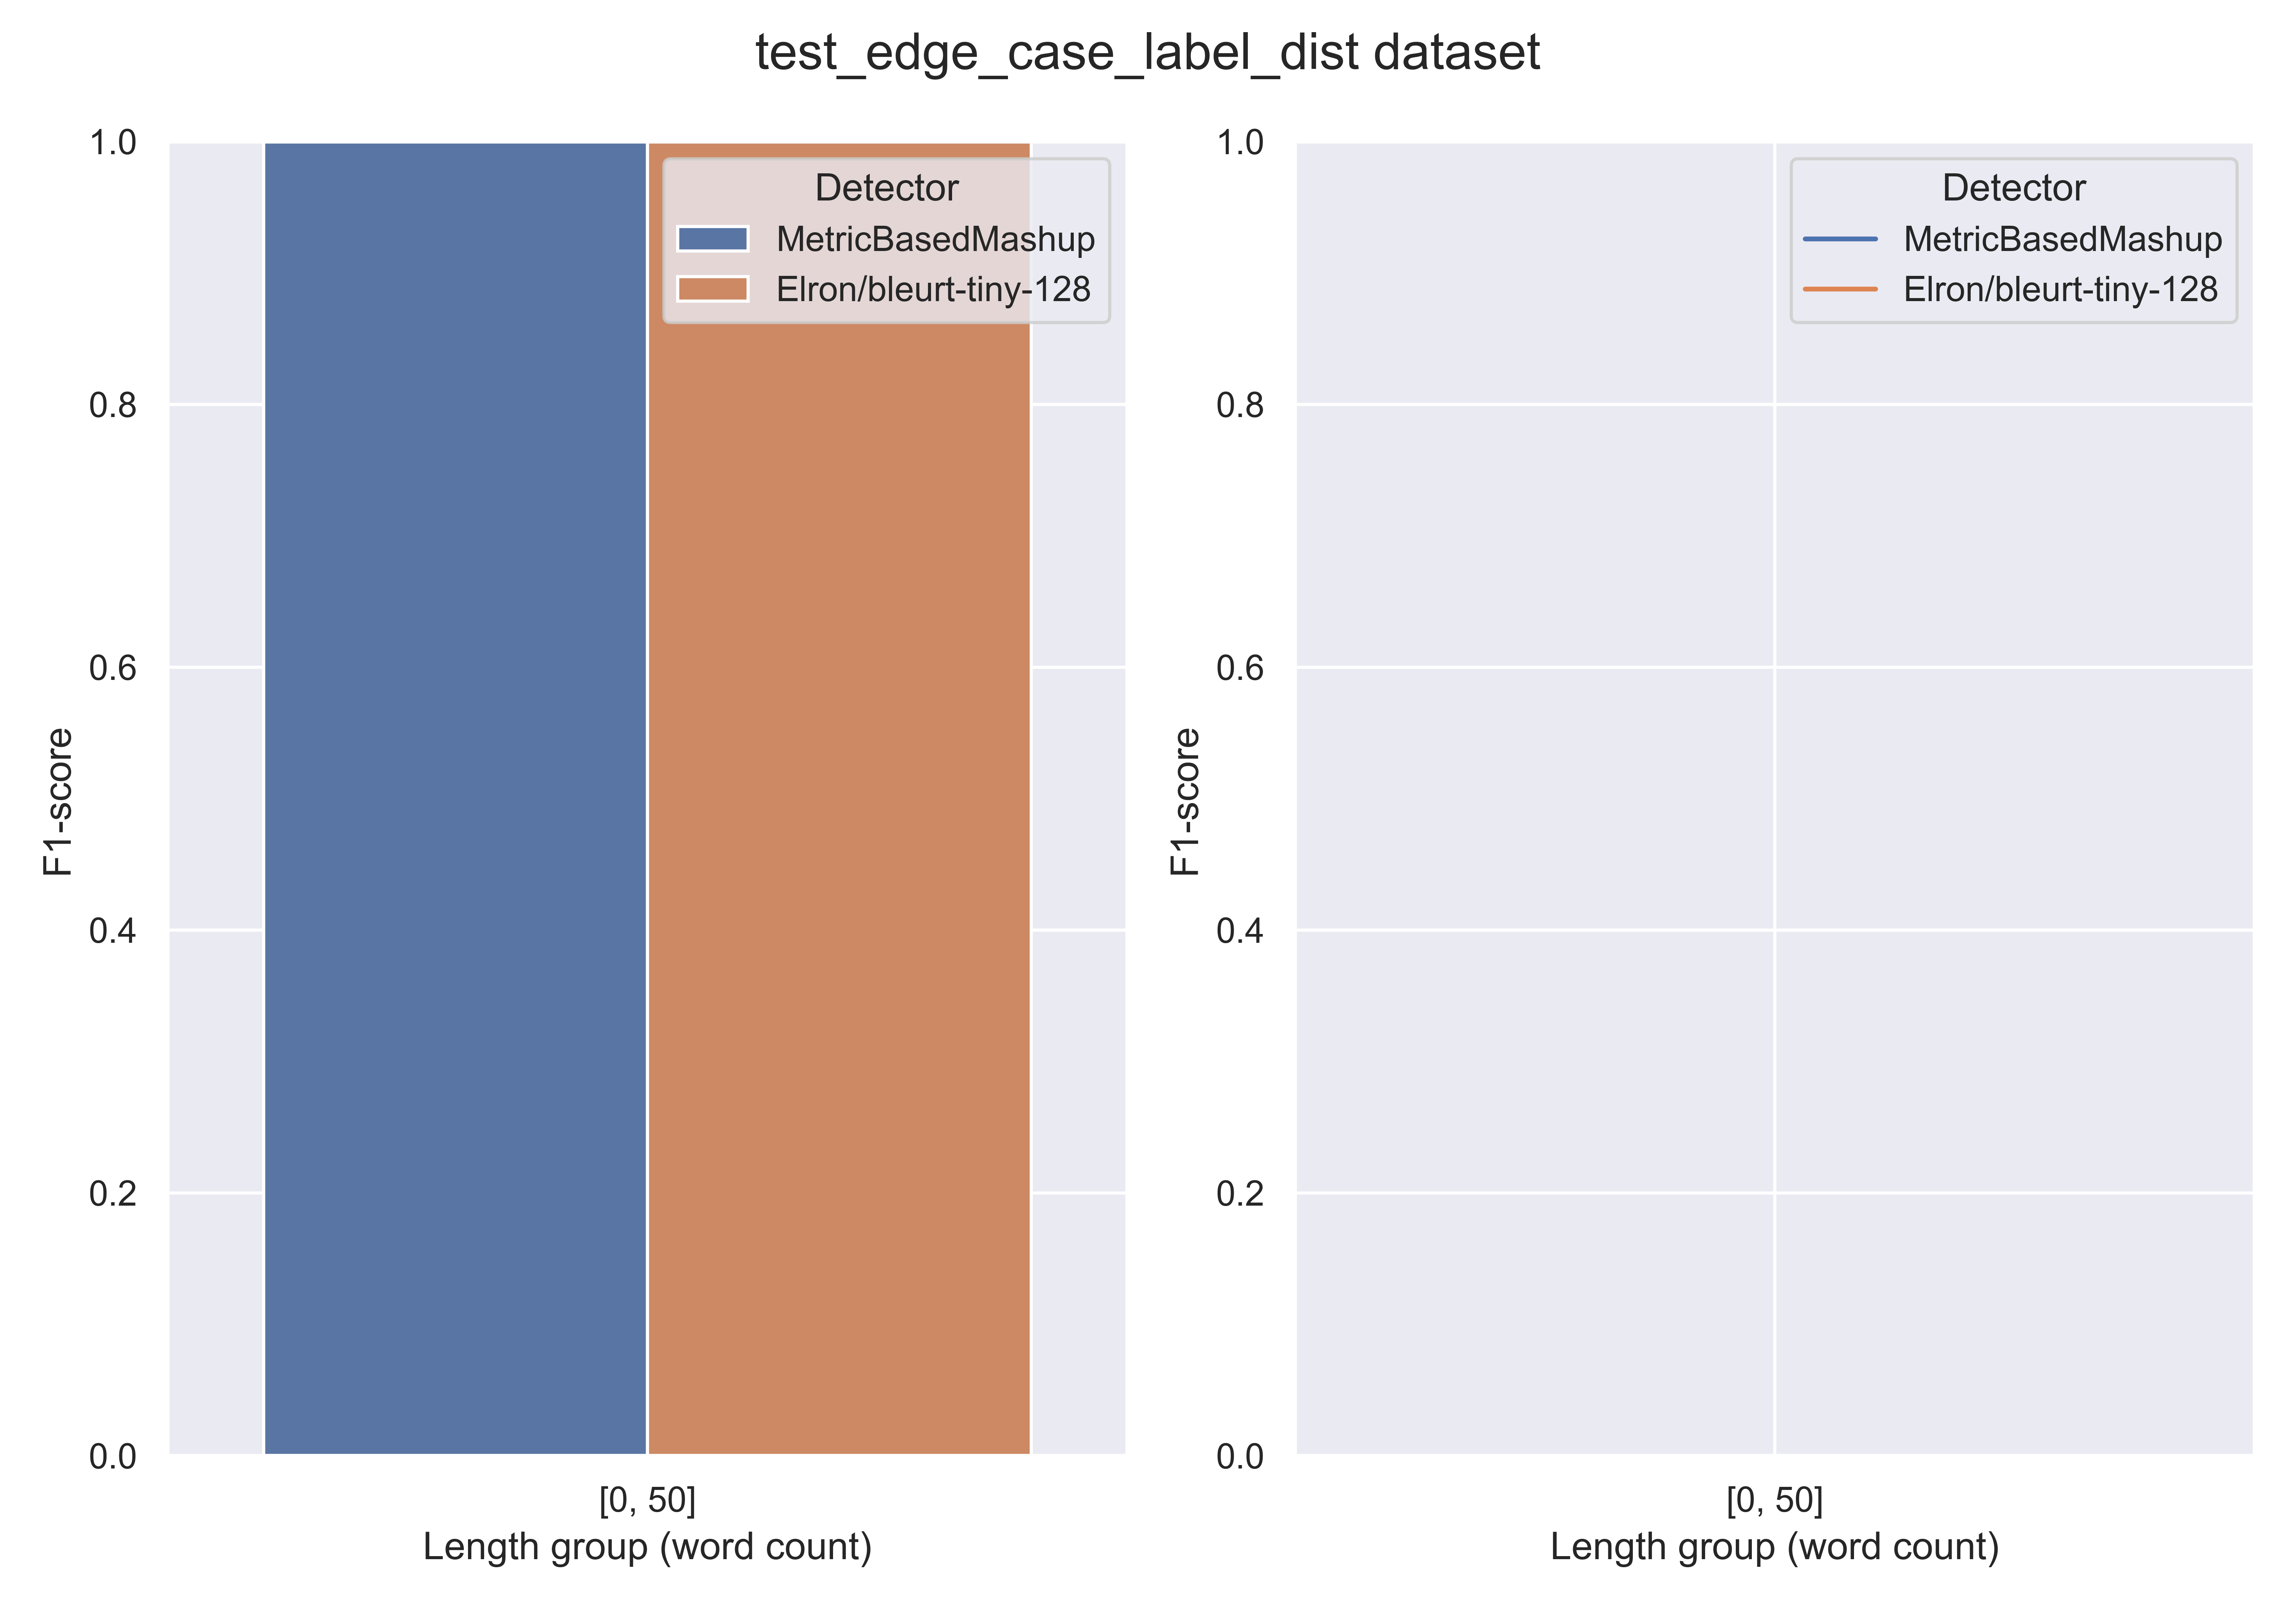 test_edge_case_label_dist dataset
1.0
0.8
0.6
0.4
0.2
0.0
F1-score
Detector
MetricBasedMashup
Elron/bleurt-tiny-128
[0, 50]
Length group (word count)
1.0
0.8
0.6
0.4
0.2
0.0
F1-score
Detector
MetricBasedMashup
Elron/bleurt-tiny-128
[0, 50]
Length group (word count)